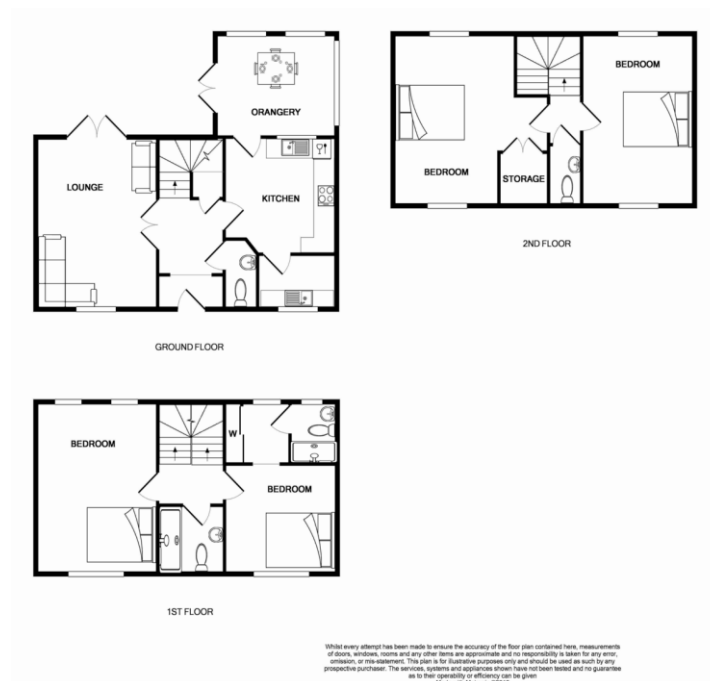 ORANGERY
LOUNGE
KITCHEN
GROUND FLOOR
BEDROOM
BEDROOM
STORAGE
2ND FLOOR
BEDROOM
W
BEDROOM
1ST FLOOR
Whilst every attempt has been made to ensure the accuracy of the floor plan contained here, measurements
of doors, windows, rooms and any other items are approximate and no responsibility is taken for any error,
omission, or mis-statement. This plan is for illustrative purposes only and should be used as such by any
prospective purchaser. The services, systems and appliances shown have not been tested and no guarantee
as to their operability or efficiency can be given